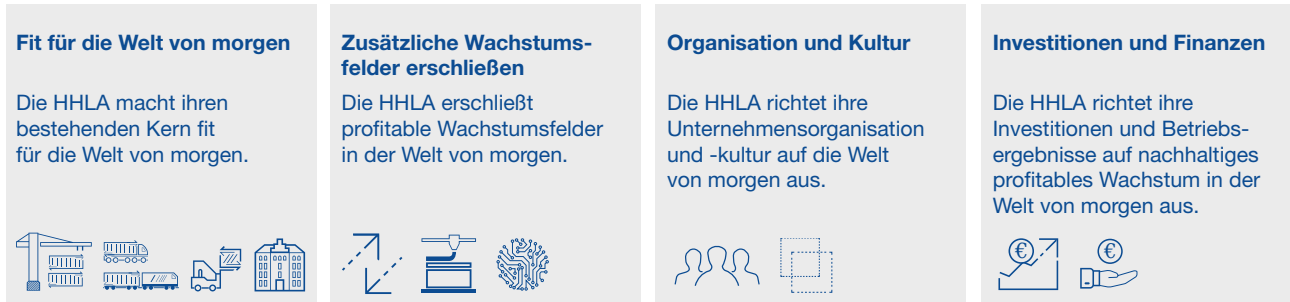 Fit für die Welt von morgen
Die HHLA macht ihren
bestehenden Kern fit
für die Welt von morgen.
Zusätzliche Wachstums-
felder erschließen
Die HHLA erschließt
profitable Wachstumsfelder
in der Welt von morgen.
Organisation und Kultur
Die HHLA richtet ihre
Unternehmensorganisation
und -kultur auf die Welt
von morgen aus.
Investitionen und Finanzen
Die HHLA richtet ihre
Investitionen und Betriebs-
ergebnisse auf nachhaltiges
profitables Wachstum in der
Welt von morgen aus.
€
€